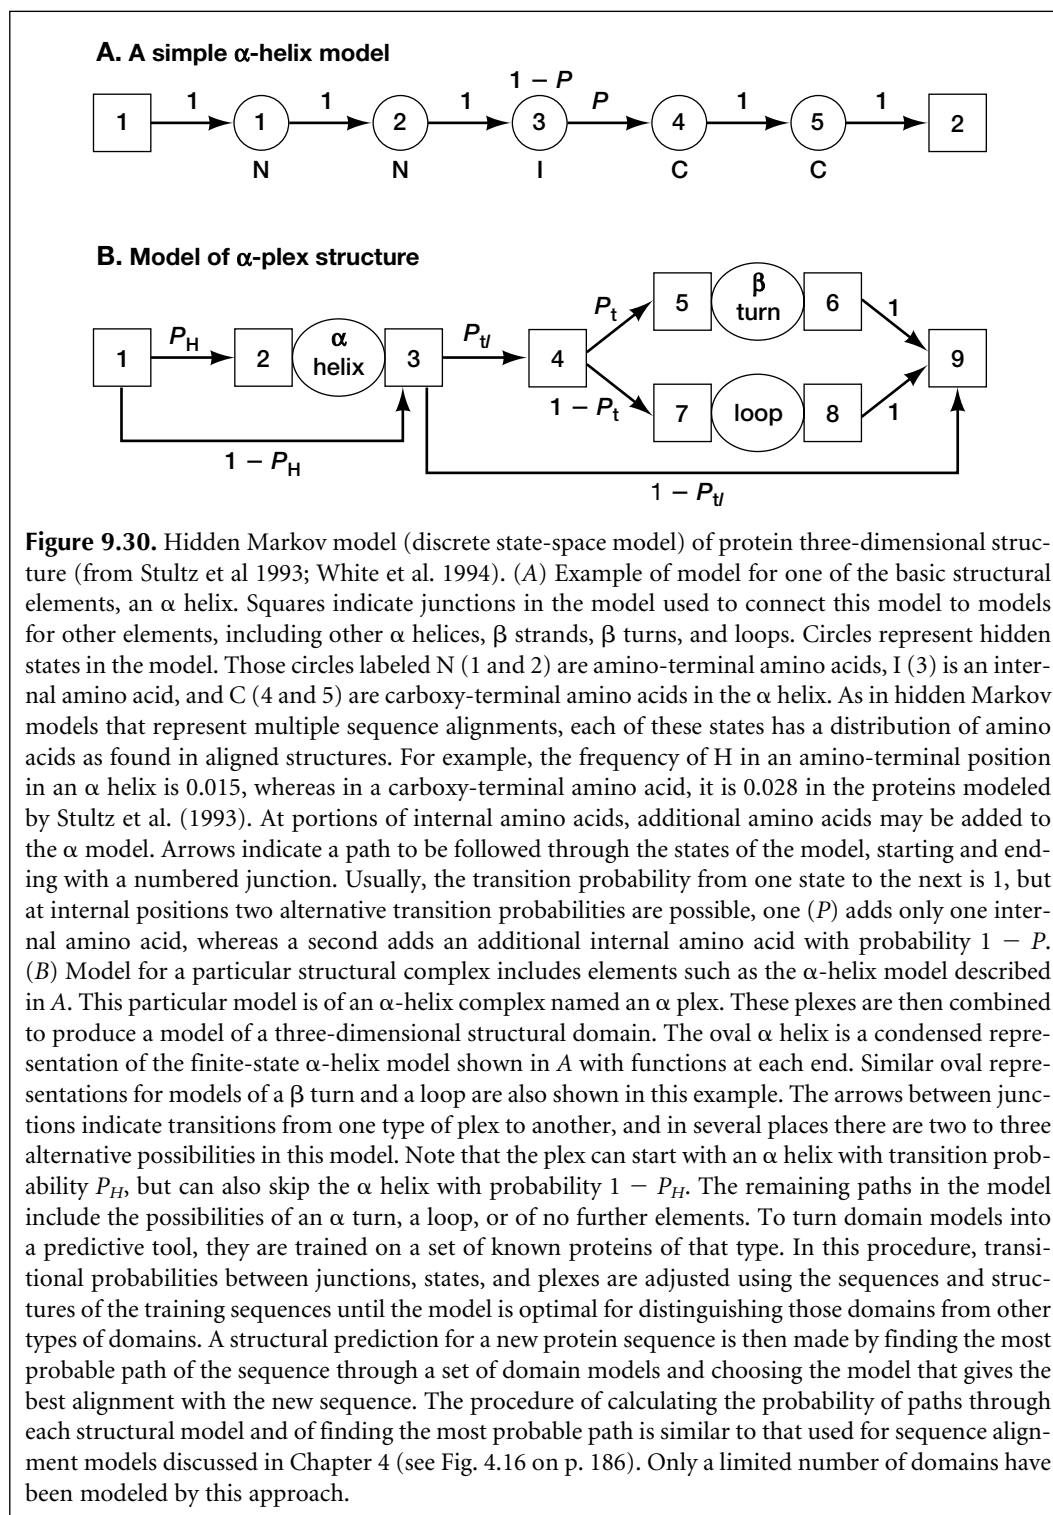 A. A simple α-helix model
1 − P
1 1 1 P 1 1
1 1 2 3 4 5 2
N N I C C
B. Model of α-plex structure
β
turn
5 6
P_t 1
α
helix
P_H P_tl
1 2 3 4 9
1 − P_t 1
7 loop 8
1 − P_H
1 − P_tl
Figure 9.30. Hidden Markov model (discrete state-space model) of protein three-dimensional struc-
ture (from Stultz et al 1993; White et al. 1994). (A) Example of model for one of the basic structural
elements, an α helix. Squares indicate junctions in the model used to connect this model to models
for other elements, including other α helices, β strands, β turns, and loops. Circles represent hidden
states in the model. Those circles labeled N (1 and 2) are amino-terminal amino acids, I (3) is an inter-
nal amino acid, and C (4 and 5) are carboxy-terminal amino acids in the α helix. As in hidden Markov
models that represent multiple sequence alignments, each of these states has a distribution of amino
acids as found in aligned structures. For example, the frequency of H in an amino-terminal position
in an α helix is 0.015, whereas in a carboxy-terminal amino acid, it is 0.028 in the proteins modeled
by Stultz et al. (1993). At portions of internal amino acids, additional amino acids may be added to
the α model. Arrows indicate a path to be followed through the states of the model, starting and end-
ing with a numbered junction. Usually, the transition probability from one state to the next is 1, but
at internal positions two alternative transition probabilities are possible, one (P) adds only one inter-
nal amino acid, whereas a second adds an additional internal amino acid with probability 1 − P.
(B) Model for a particular structural complex includes elements such as the α-helix model described
in A. This particular model is of an α-helix complex named an α plex. These plexes are then combined
to produce a model of a three-dimensional structural domain. The oval α helix is a condensed repre-
sentation of the finite-state α-helix model shown in A with functions at each end. Similar oval repre-
sentations for models of a β turn and a loop are also shown in this example. The arrows between junc-
tions indicate transitions from one type of plex to another, and in several places there are two to three
alternative possibilities in this model. Note that the plex can start with an α helix with transition prob-
ability P_H, but can also skip the α helix with probability 1 − P_H. The remaining paths in the model
include the possibilities of an α turn, a loop, or of no further elements. To turn domain models into
a predictive tool, they are trained on a set of known proteins of that type. In this procedure, transi-
tional probabilities between junctions, states, and plexes are adjusted using the sequences and struc-
tures of the training sequences until the model is optimal for distinguishing those domains from other
types of domains. A structural prediction for a new protein sequence is then made by finding the most
probable path of the sequence through a set of domain models and choosing the model that gives the
best alignment with the new sequence. The procedure of calculating the probability of paths through
each structural model and of finding the most probable path is similar to that used for sequence align-
ment models discussed in Chapter 4 (see Fig. 4.16 on p. 186). Only a limited number of domains have
been modeled by this approach.